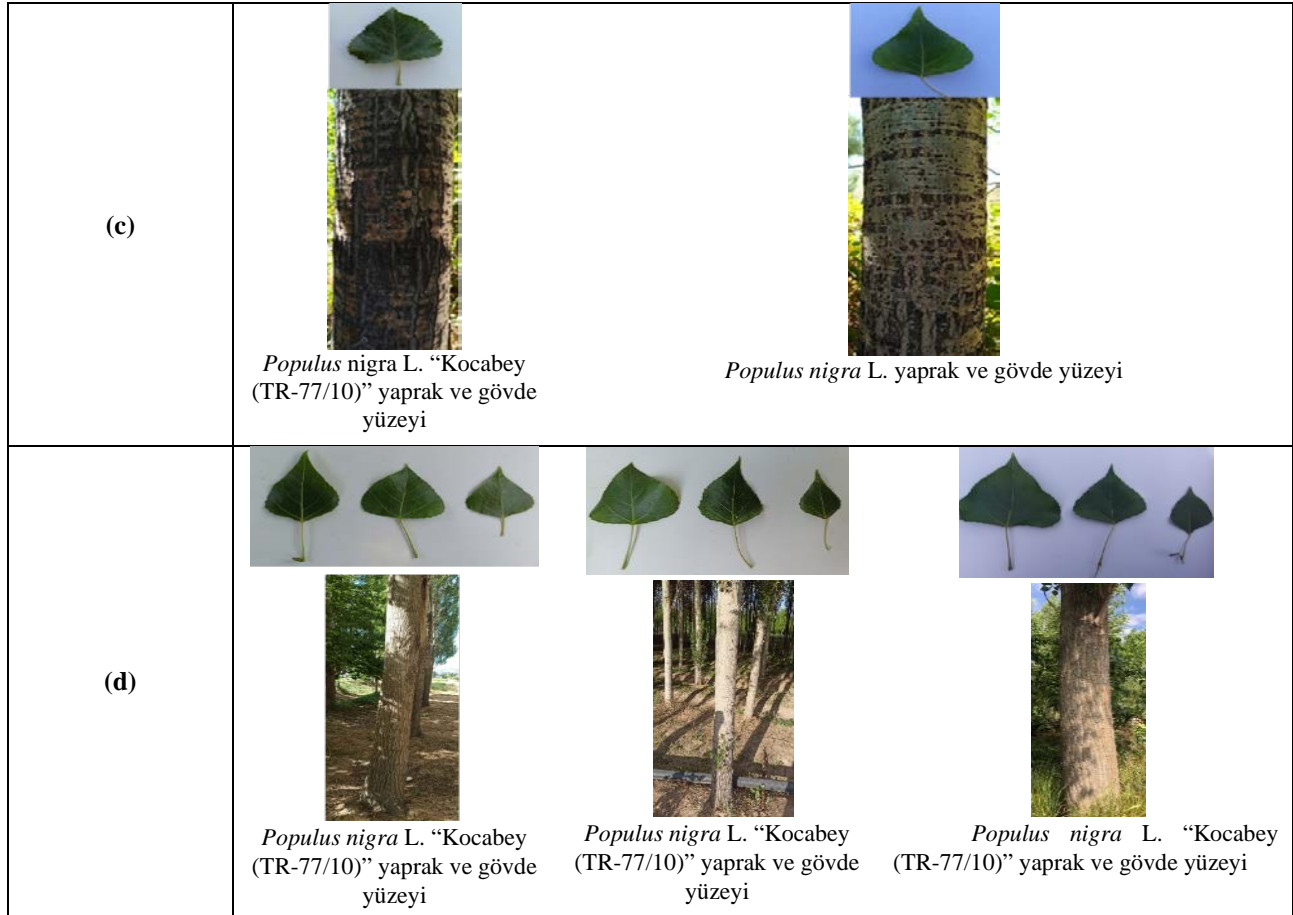 (c)
Populus nigra L. “Kocabey
(TR-77/10)” yaprak ve gövde
yüzeyi
Populus nigra L. yaprak ve gövde yüzeyi
(d)
Populus nigra L. “Kocabey
(TR-77/10)” yaprak ve gövde
yüzeyi
Populus nigra L. “Kocabey
(TR-77/10)” yaprak ve gövde
yüzeyi
Populus nigra L. “Kocabey
(TR-77/10)” yaprak ve gövde yüzeyi